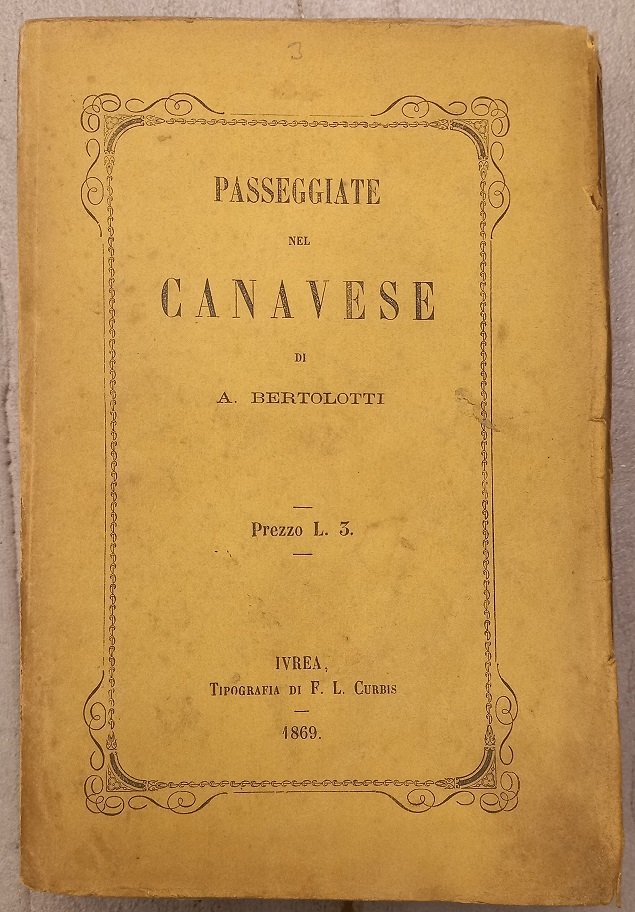 3
PASSEGGIATE
NEL
CANAVESE
DI
A. BERTOLOTTI
Prezzo L. 3.
IVREA,
TIPOGRAFIA DI F. L. CURBIS
1869.